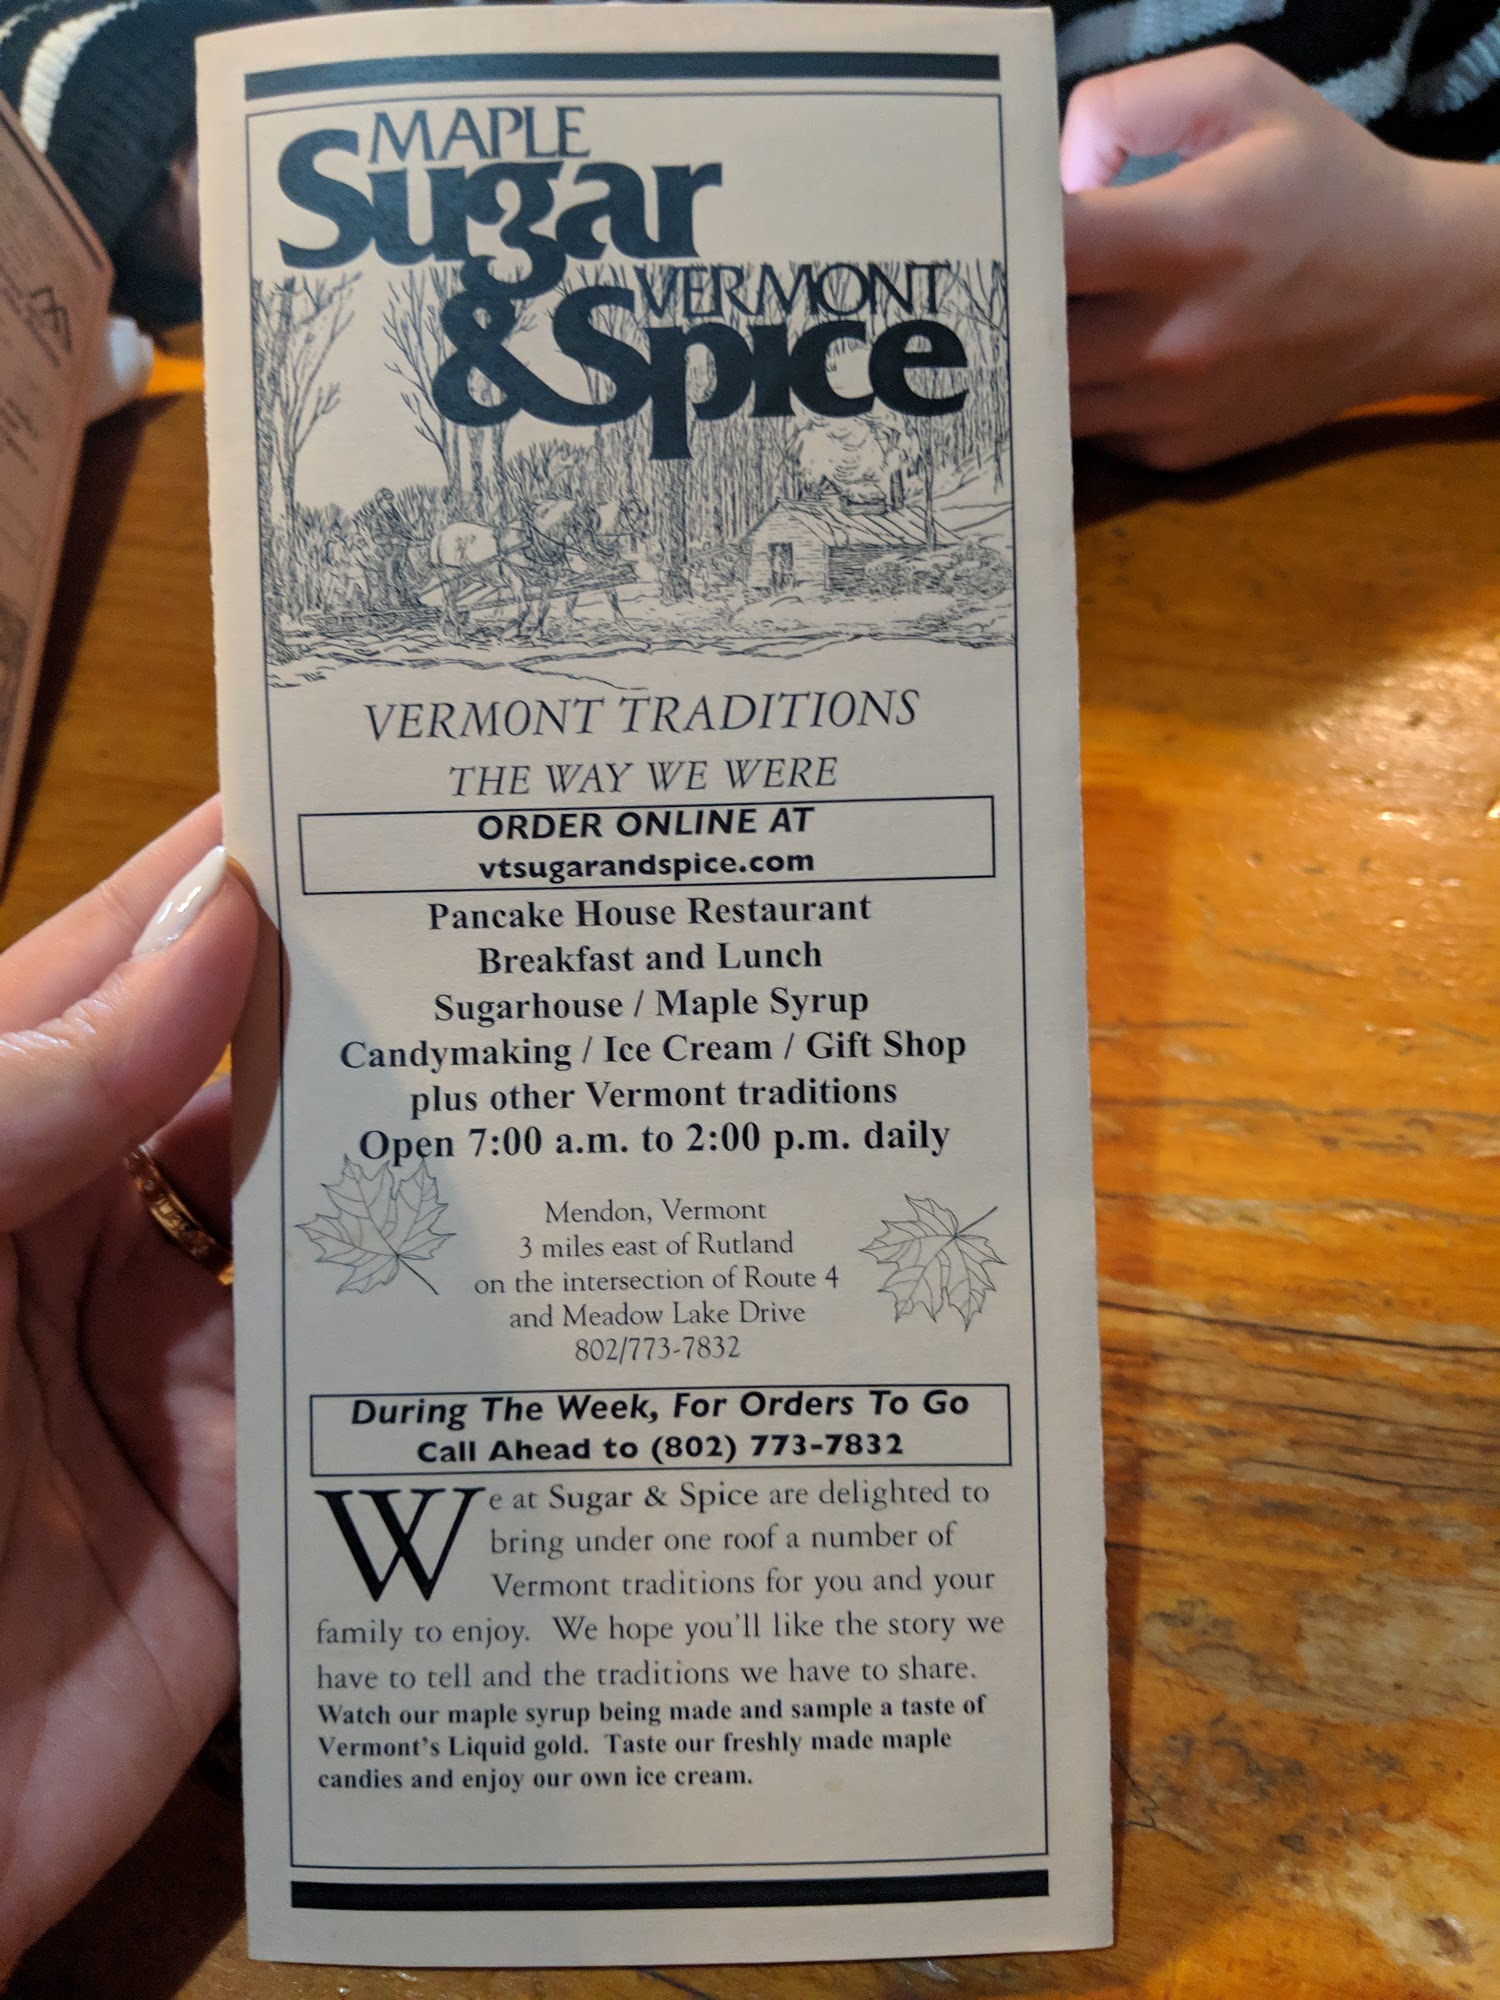 MAPLE
Sugar
VERMONT
&Spice
VERMONT TRADITIONS
THE WAY WE WERE
ORDER ONLINE AT
vtsugarandspice.com
Pancake House Restaurant
Breakfast and Lunch
Sugarhouse / Maple Syrup
Candymaking / Ice Cream / Gift Shop
plus other Vermont traditions
Open 7:00 a.m. to 2:00 p.m. daily
Mendon, Vermont
3 miles east of Rutland
on the intersection of Route 4
and Meadow Lake Drive
802/773-7832
During The Week, For Orders To Go
Call Ahead to (802) 773-7832
We at Sugar & Spice are delighted to
bring under one roof a number of
Vermont traditions for you and your
family to enjoy. We hope you'll like the story we
have to tell and the traditions we have to share.
Watch our maple syrup being made and sample a taste of
Vermont's Liquid gold. Taste our freshly made maple
candies and enjoy our own ice cream.